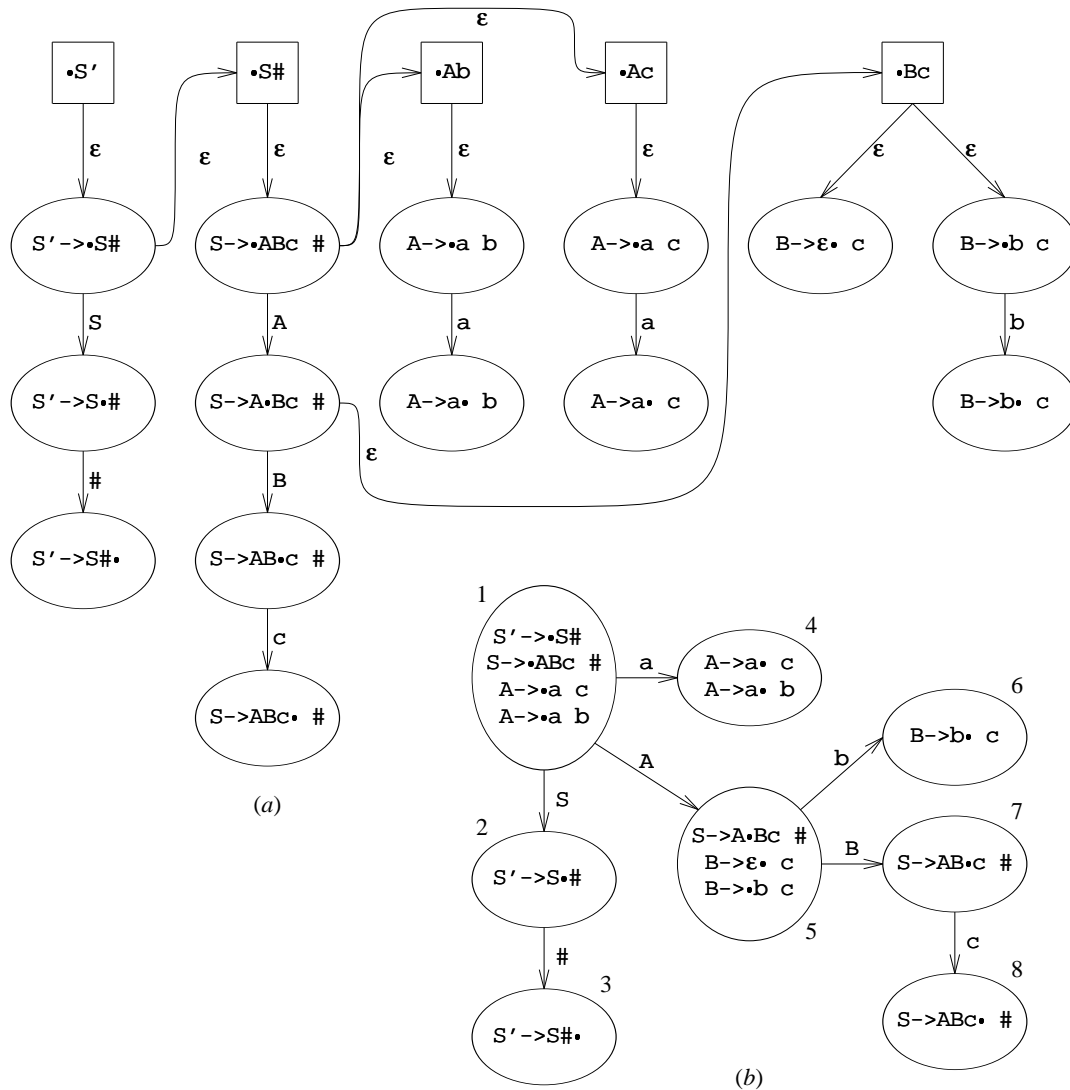 ε
•S' •S# •Ab •Ac •Bc
ε ε ε ε ε ε ε ε
S'->•S# S->•ABc # A->•a b A->•a c B->ε• c B->•b c
S A a a b
S'->S•# S->A•Bc # A->a• b A->a• c B->b• c
# B ε
S'->S#• S->AB•c #
c
S->ABc• #
(a)
1
S'->•S#
S->•ABc #
A->•a c
A->•a b
a
4
A->a• c
A->a• b
A
S
2
S'->S•#
#
3
S'->S#•
S->A•Bc #
B->ε• c
B->•b c
5
b
6
B->b• c
B
7
S->AB•c #
c
8
S->ABc• #
(b)